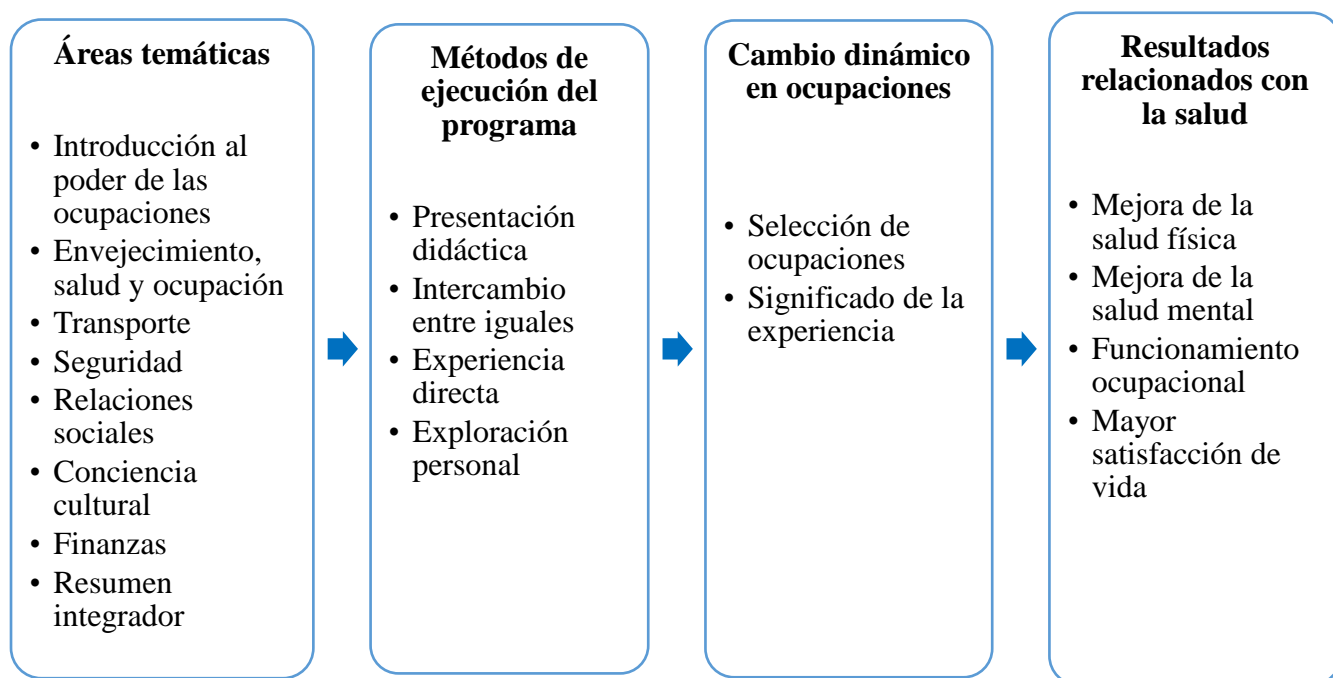 Áreas temáticas
• Introducción al
poder de las
ocupaciones
• Envejecimiento,
salud y ocupación
• Transporte
• Seguridad
• Relaciones
sociales
• Conciencia
cultural
• Finanzas
• Resumen
integrador
Métodos de
ejecución del
programa
• Presentación
didáctica
• Intercambio
entre iguales
• Experiencia
directa
• Exploración
personal
Cambio dinámico
en ocupaciones
• Selección de
ocupaciones
• Significado de la
experiencia
Resultados
relacionados con
la salud
• Mejora de la
salud física
• Mejora de la
salud mental
• Funcionamiento
ocupacional
• Mayor
satisfacción de
vida